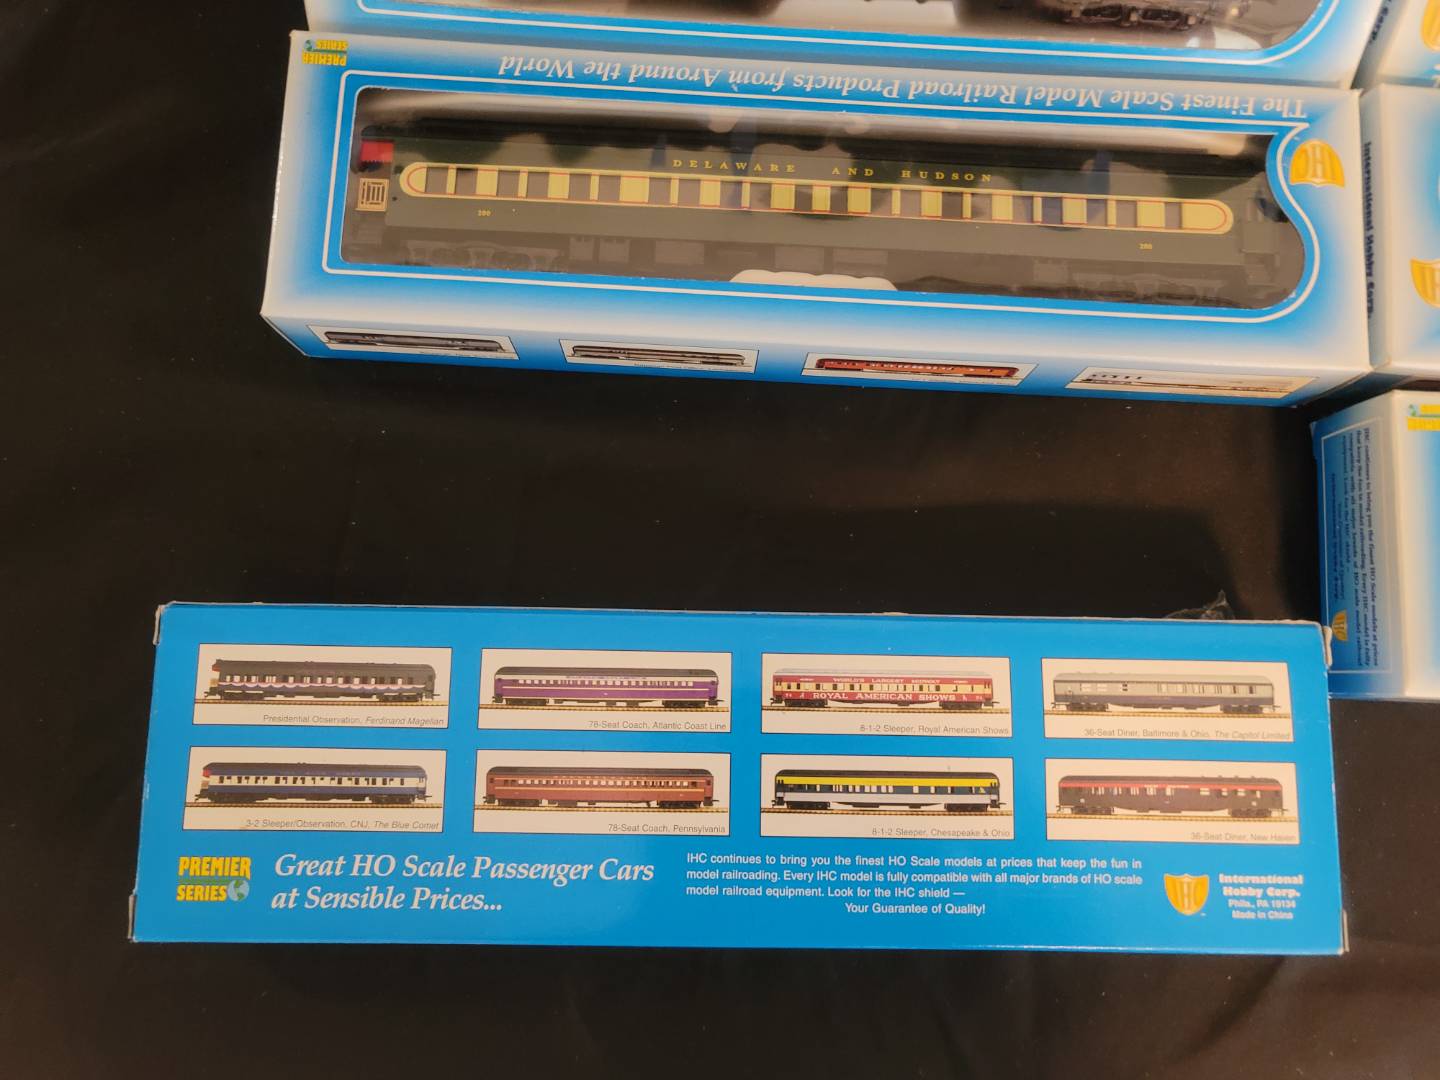 PREMIER
SERIES
The Finest Scale Model Railroad Products from Around the World
IHC
DELAWARE AND HUDSON
200
200
International Hobby Corp.
Presidential Observation, Ferdinand Magellan
78-Seat Coach, Atlantic Coast Line
WORLD'S LARGEST MIDWAY
ROYAL AMERICAN SHOWS
8-1-2 Sleeper, Royal American Shows
36-Seat Diner, Baltimore & Ohio, The Capitol Limited
3-2 Sleeper/Observation, CNJ, The Blue Comet
78-Seat Coach, Pennsylvania
8-1-2 Sleeper, Chesapeake & Ohio
36-Seat Diner, New Haven
PREMIER
SERIES
Great HO Scale Passenger Cars
at Sensible Prices...
IHC continues to bring you the finest HO Scale models at prices that keep the fun in
model railroading. Every IHC model is fully compatible with all major brands of HO scale
model railroad equipment. Look for the IHC shield —
Your Guarantee of Quality!
IHC
International
Hobby Corp.
Phila., PA 19134
Made in China